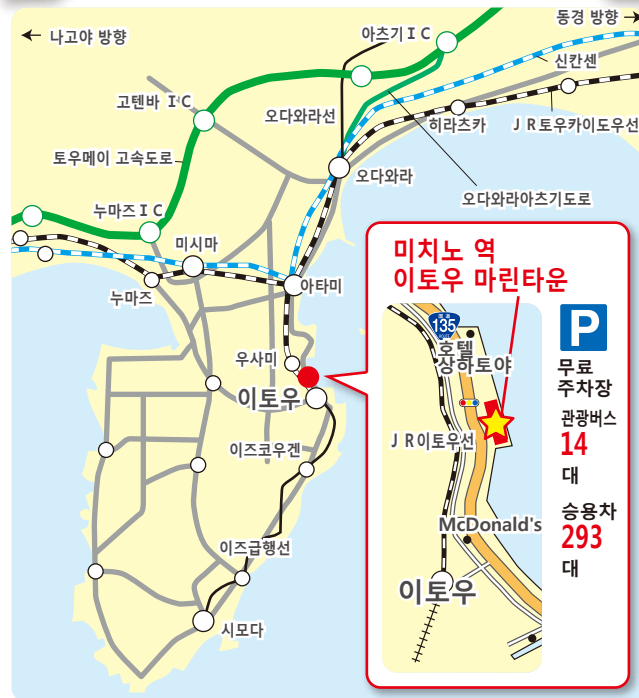 동경 방향 →
← 나고야 방향
아츠기 I C
신칸센
고텐바 I C
오다와라선
히라츠카
J R 토우카이도우선
토우메이 고속도로
오다와라
오다와라아츠기도로
누마즈 I C
미시마
누마즈
아타미
우사미
이토우
이즈코우겐
이즈급행선
시모다
미치노 역
이토우 마린타운
135
호텔
상하토야
J R 이토우선
McDonald's
이토우
P
무료
주차장
관광버스
14
대
승용차
293
대